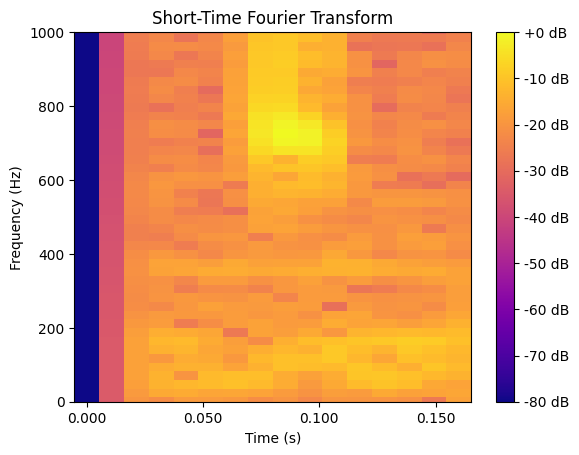 Short-Time Fourier Transform
Frequency (Hz)
1000
800
600
400
200
0
0.000
0.050
0.100
0.150
Time (s)
+0 dB
-10 dB
-20 dB
-30 dB
-40 dB
-50 dB
-60 dB
-70 dB
-80 dB